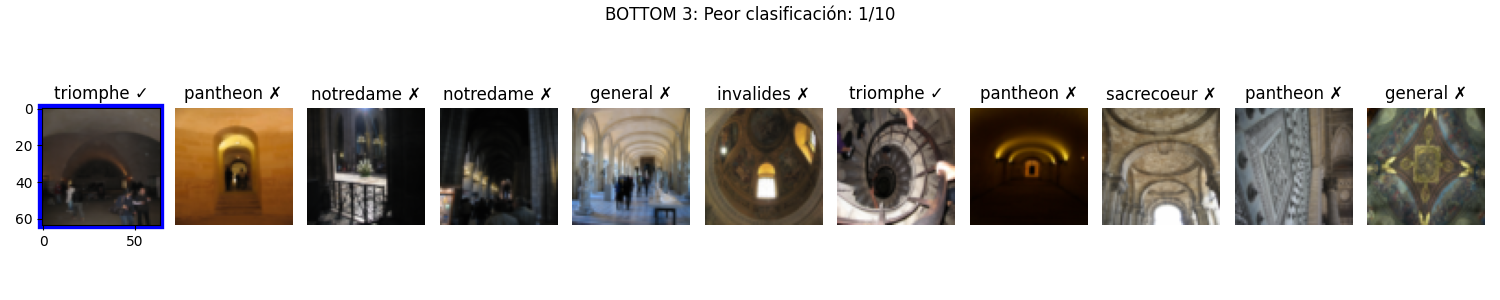 BOTTOM 3: Peor clasificación: 1/10
triomphe ✓ pantheon ✗ notredame ✗ notredame ✗ general ✗ invalides ✗ triomphe ✓ pantheon ✗ sacrecoeur ✗ pantheon ✗ general ✗
0
20
40
60
0 50